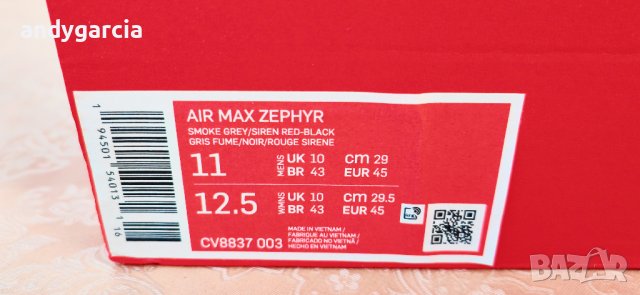 andygarcia
AIR MAX ZEPHYR
SMOKE GREY/SIREN RED-BLACK
GRIS FUME/NOIR/ROUGE SIRENE
11 MENS UK 10 cm 29
BR 43 EUR 45
12.5 WMNS UK 10 cm 29.5
BR 43 EUR 45
CV8837 003
MADE IN VIETNAM /
FABRIQUE AU VIETNAM /
FABRICADO NO VIETNÃ /
HECHO EN VIETNAM
1 94501 54013 116
BAZAR